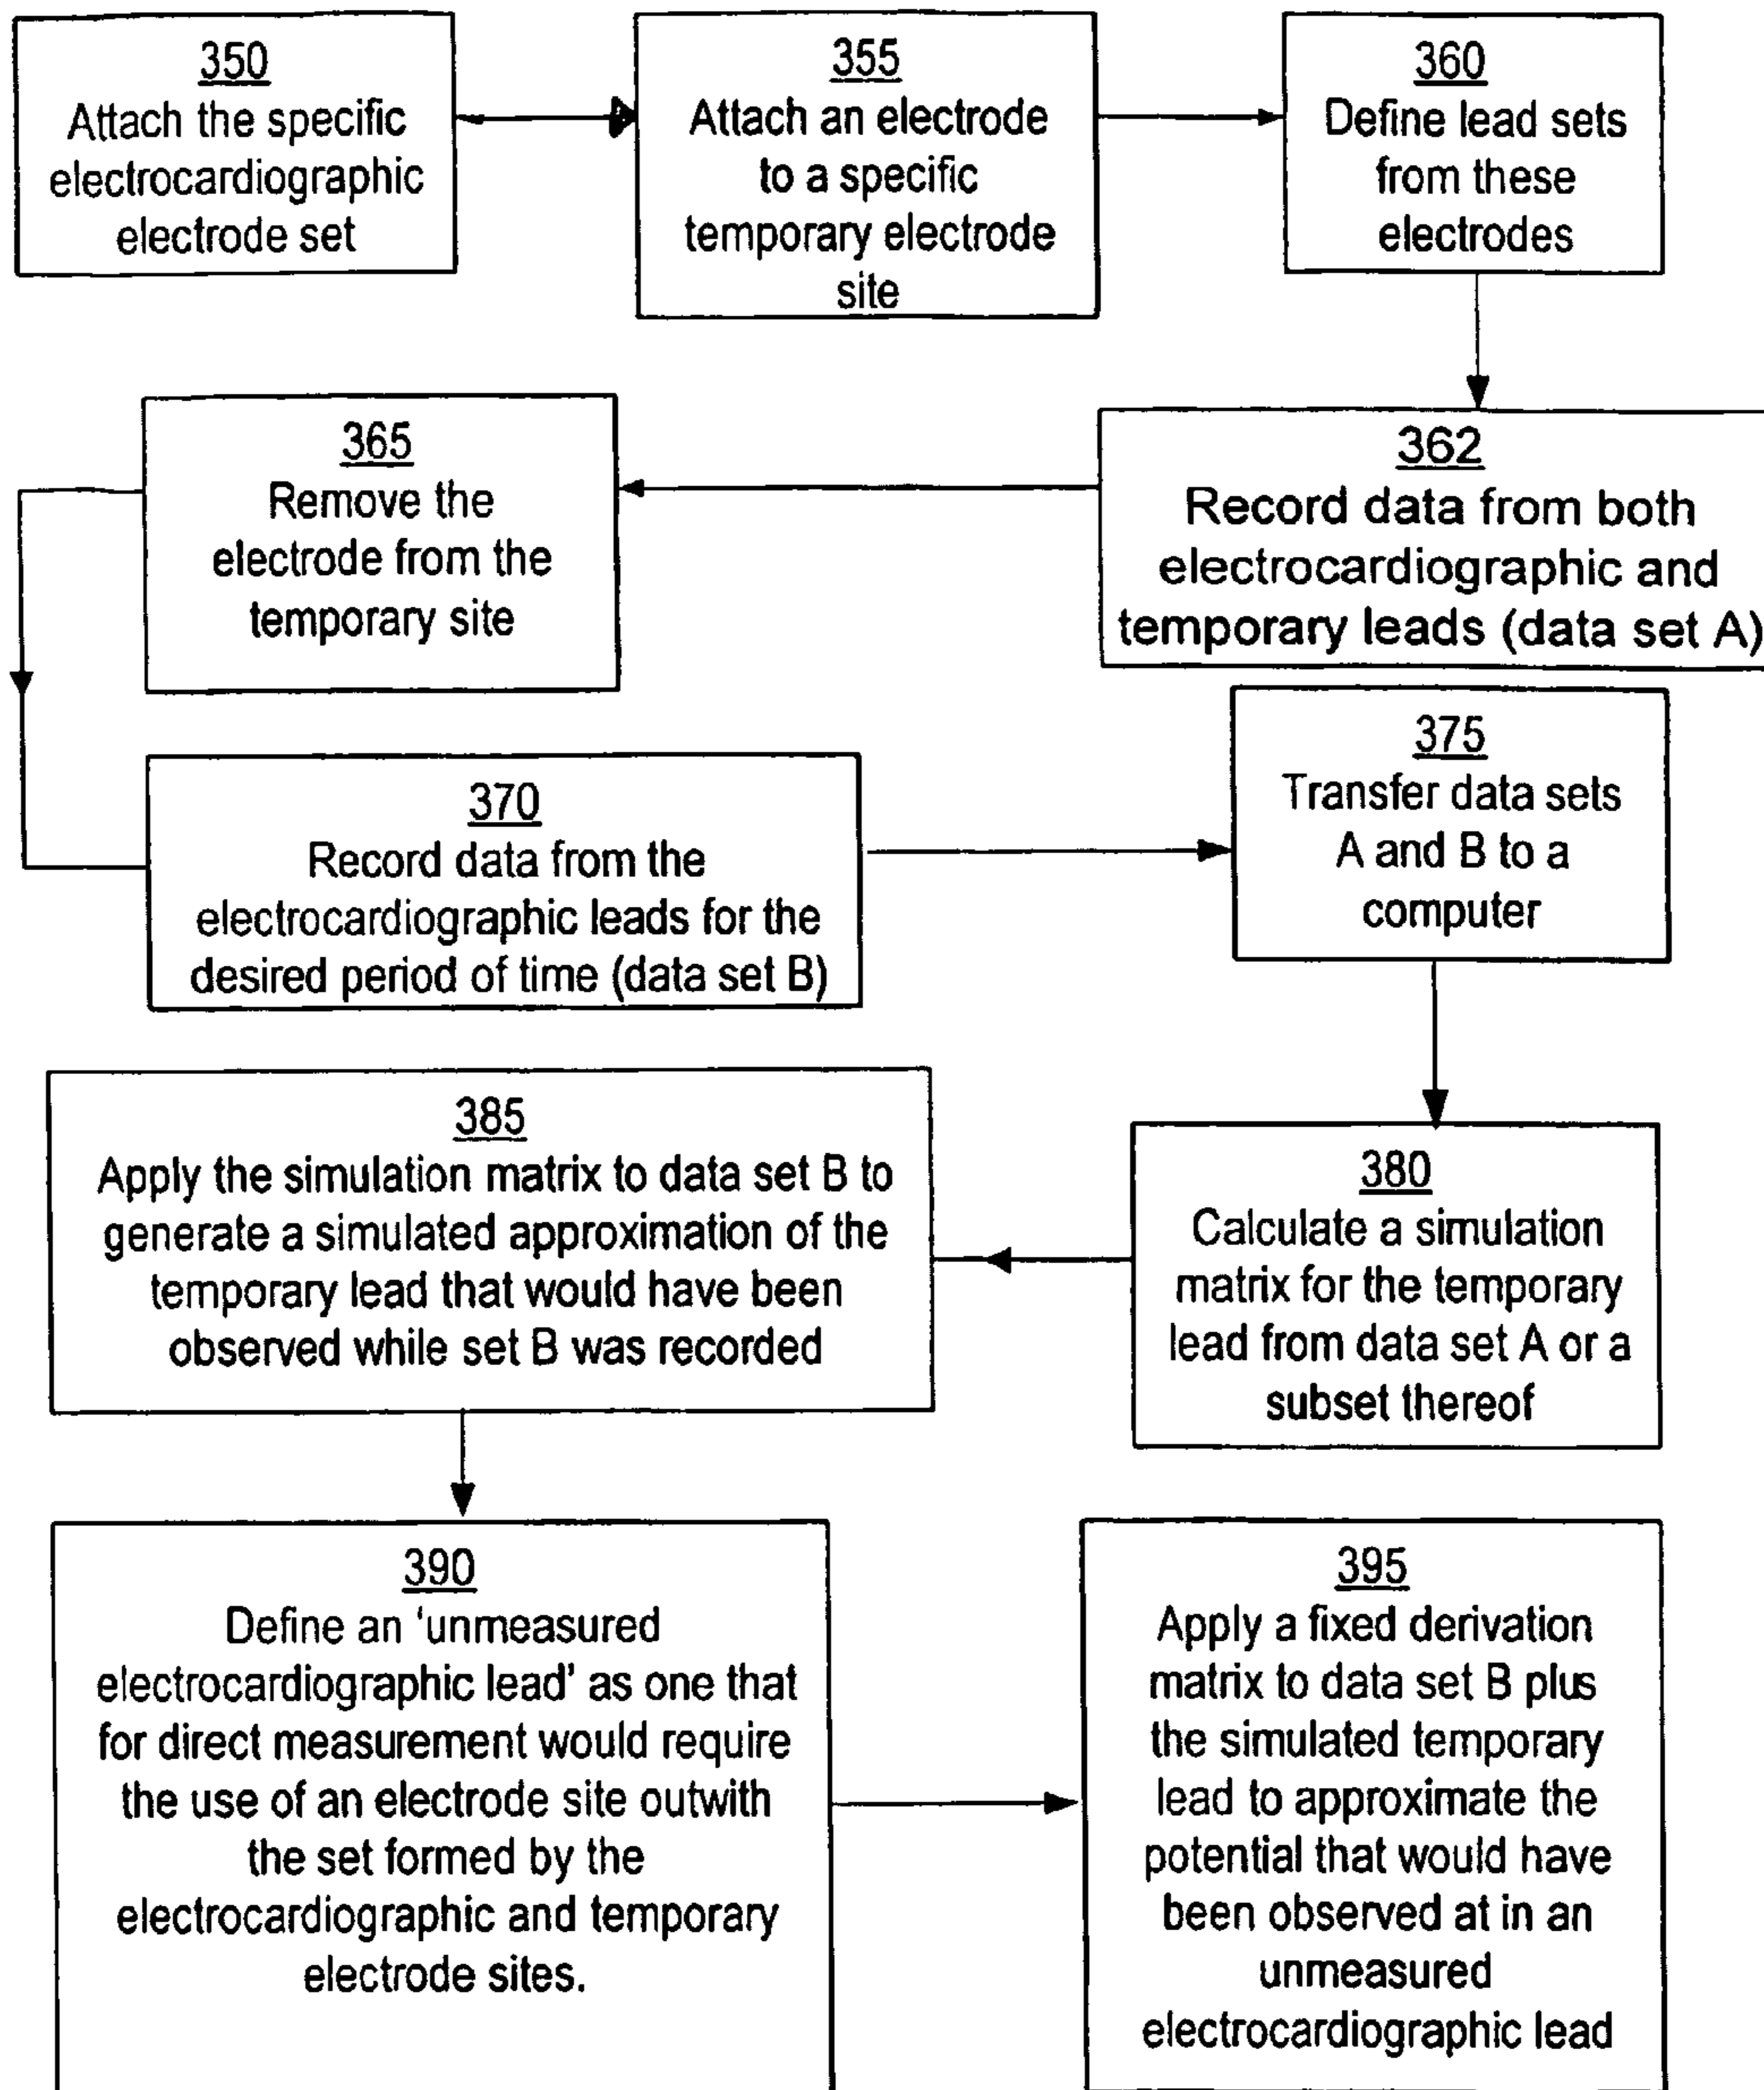 350
Attach the specific
electrocardiographic
electrode set
355
Attach an electrode
to a specific
temporary electrode
site
360
Define lead sets
from these
electrodes
362
Record data from both
electrocardiographic and
temporary leads (data set A)
365
Remove the
electrode from the
temporary site
370
Record data from the
electrocardiographic leads for the
desired period of time (data set B)
375
Transfer data sets
A and B to a
computer
380
Calculate a simulation
matrix for the temporary
lead from data set A or a
subset thereof
385
Apply the simulation matrix to data set B to
generate a simulated approximation of the
temporary lead that would have been
observed while set B was recorded
390
Define an ‘unmeasured
electrocardiographic lead’ as one that
for direct measurement would require
the use of an electrode site outwith
the set formed by the
electrocardiographic and temporary
electrode sites.
395
Apply a fixed derivation
matrix to data set B plus
the simulated temporary
lead to approximate the
potential that would have
been observed at in an
unmeasured
electrocardiographic lead